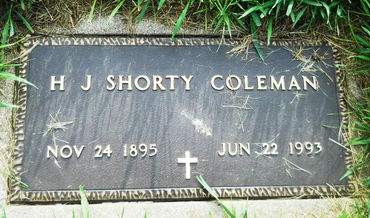 H J SHORTY COLEMAN
NOV 24 1895 JUN 22 1993